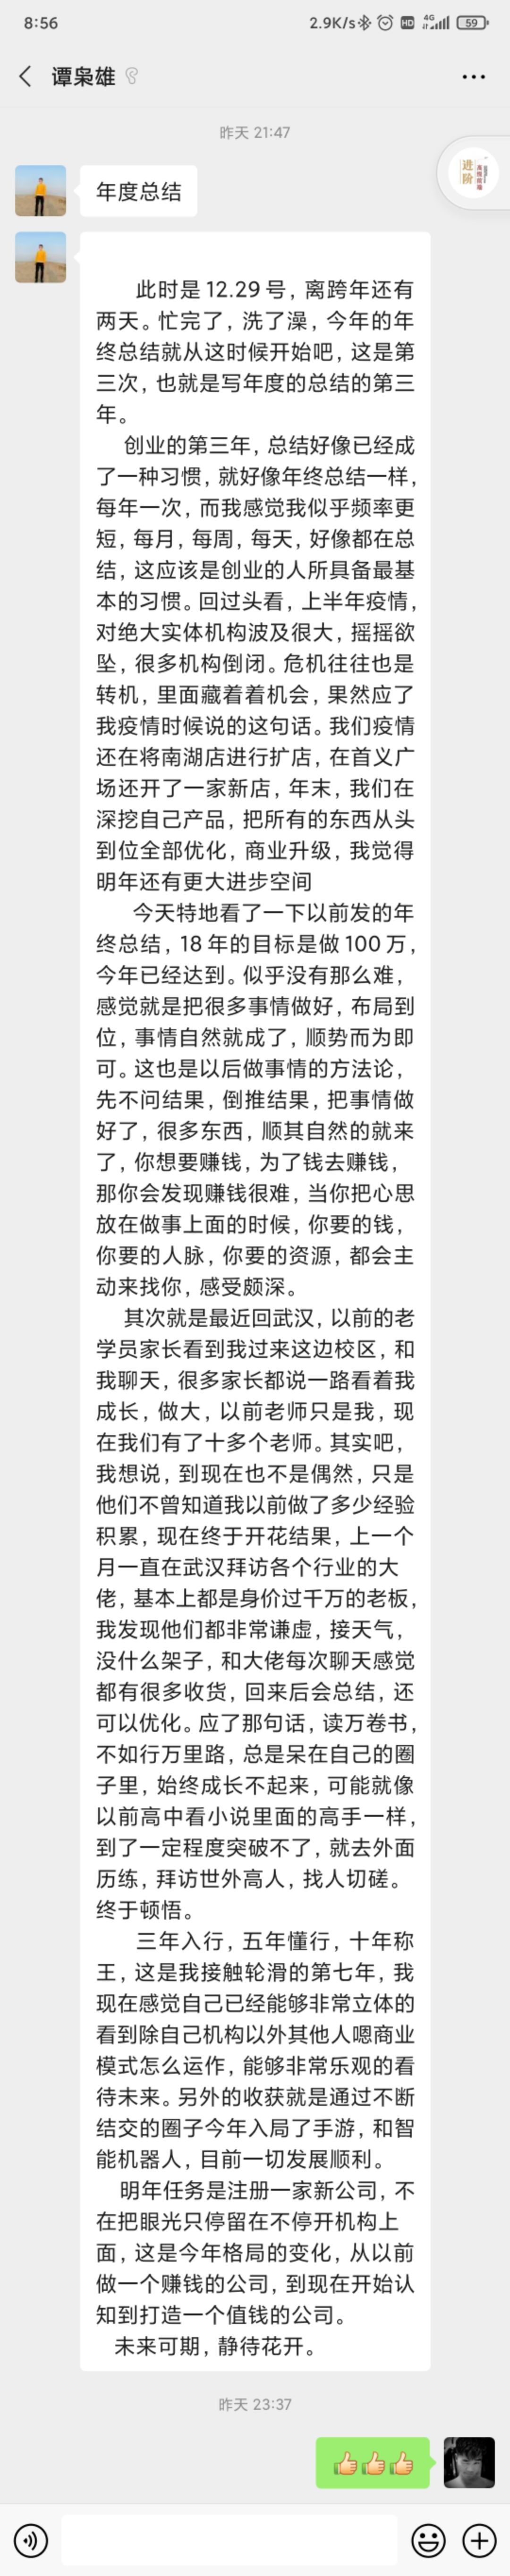 8:56
2.9K/s
HD
4G
59
谭枭雄
昨天 21:47
进阶
年度总结
此时是12.29号，离跨年还有
两天。忙完了，洗了澡，今年的年
终总结就从这时候开始吧，这是第
三次，也就是写年度的总结的第三
年。
创业的第三年，总结好像已经成
了一种习惯，就好像年终总结一样，
每年一次，而我感觉我似乎频率更
短，每月，每周，每天，好像都在总
结，这应该是创业的人所具备最基
本的习惯。回过头看，上半年疫情，
对绝大实体机构波及很大，摇摇欲
坠，很多机构倒闭。危机往往也是
转机，里面藏着着机会，果然应了
我疫情时候说的这句话。我们疫情
还在将南湖店进行扩店，在首义广
场还开了一家新店，年末，我们在
深挖自己产品，把所有的东西从头
到位全部优化，商业升级，我觉得
明年还有更大进步空间
今天特地看了一下以前发的年
终总结，18年的目标是做100万，
今年已经达到。似乎没有那么难，
感觉就是把很多事情做好，布局到
位，事情自然就成了，顺势而为即
可。这也是以后做事情的方法论，
先不问结果，倒推结果，把事情做
好了，很多东西，顺其自然的就来
了，你想要赚钱，为了钱去赚钱，
那你会发现赚钱很难，当你把心思
放在做事上面的时候，你要的钱，
你要的人脉，你要的资源，都会主
动来找你，感受颇深。
其次就是最近回武汉，以前的老
学员家长看到我过来这边校区，和
我聊天，很多家长都说一路看着我
成长，做大，以前老师只是我，现
在我们有了十多个老师。其实吧，
我想说，到现在也不是偶然，只是
他们不曾知道我以前做了多少经验
积累，现在终于开花结果，上一个
月一直在武汉拜访各个行业的大
佬，基本上都是身价过千万的老板，
我发现他们都非常谦虚，接天气，
没什么架子，和大佬每次聊天感觉
都有很多收货，回来后会总结，还
可以优化。应了那句话，读万卷书，
不如行万里路，总是呆在自己的圈
子里，始终成长不起来，可能就像
以前高中看小说里面的高手一样，
到了一定程度突破不了，就去外面
历练，拜访世外高人，找人切磋。
终于顿悟。
三年入行，五年懂行，十年称
王，这是我接触轮滑的第七年，我
现在感觉自己已经能够非常立体的
看到除自己机构以外其他人嗯商业
模式怎么运作，能够非常乐观的看
待未来。另外的收获就是通过不断
结交的圈子今年入局了手游，和智
能机器人，目前一切发展顺利。
明年任务是注册一家新公司，不
在把眼光只停留在不停开机构上
面，这是今年格局的变化，从以前
做一个赚钱的公司，到现在开始认
知到打造一个值钱的公司。
未来可期，静待花开。
昨天 23:37